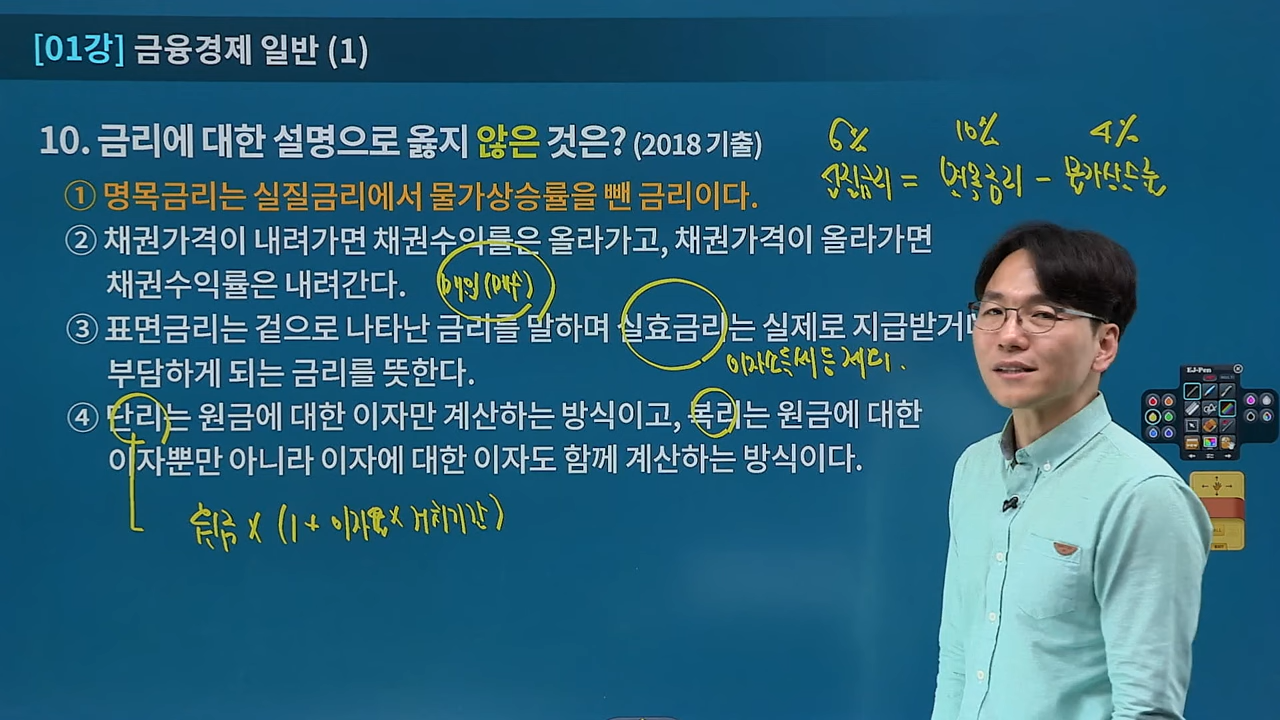 [01강] 금융경제 일반 (1)
10. 금리에 대한 설명으로 옳지 않은 것은? (2018 기출)
6% 10% 4%
실질금리 = 명목금리 - 물가상승률
① 명목금리는 실질금리에서 물가상승률을 뺀 금리이다.
② 채권가격이 내려가면 채권수익률은 올라가고, 채권가격이 올라가면
채권수익률은 내려간다.
할인(매수)
③ 표면금리는 겉으로 나타난 금리를 말하며 실효금리는 실제로 지급받거나
부담하게 되는 금리를 뜻한다.
이자소득세 등 제외.
④ 단리는 원금에 대한 이자만 계산하는 방식이고, 복리는 원금에 대한
이자뿐만 아니라 이자에 대한 이자도 함께 계산하는 방식이다.
원금 × (1 + 이자율 × 거치기간)
EJ-Pen